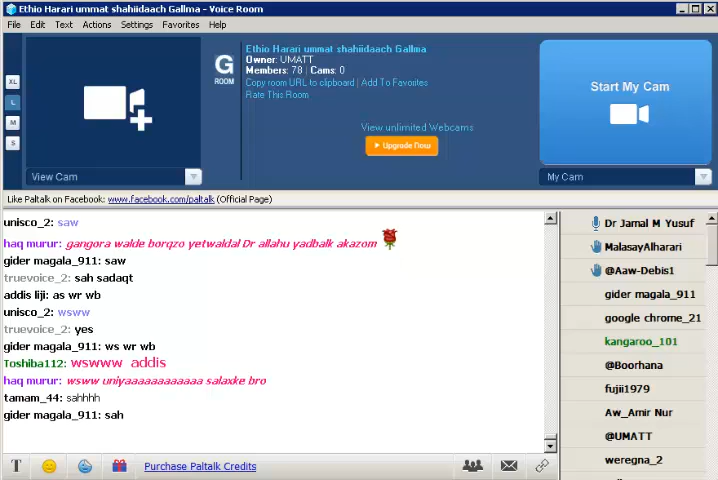 Ethio Harari ummat shahiidaach Gallma - Voice Room
File Edit Text Actions Settings Favorites Help
XL
L
M
S
View Cam
G
ROOM
Ethio Harari ummat shahiidaach Gallma
Owner: UMATT
Members: 78 | Cams: 0
Copy room URL to clipboard | Add To Favorites
Rate This Room
View unlimited Webcams
Upgrade Now
Start My Cam
My Cam
Like Paltalk on Facebook: www.facebook.com/paltalk (Official Page)
unisco_2: saw
haq murur: gangora walde borqzo yetwaldal Dr allahu yadbalk akazom
gider magala_911: saw
truevoice_2: sah sadaqt
addis liji: as wr wb
unisco_2: wsww
truevoice_2: yes
gider magala_911: ws wr wb
Toshiba112: wswww addis
haq murur: wsww uniyaaaaaaaaaaaa salaxke bro
tamam_44: sahhhh
gider magala_911: sah
T
Purchase Paltalk Credits
Dr Jamal M Yusuf
MalasayAlharari
@Aaw-Debis1
gider magala_911
google chrome_21
kangaroo_101
@Boorhana
fujii1979
Aw_Amir Nur
@UMATT
weregna_2